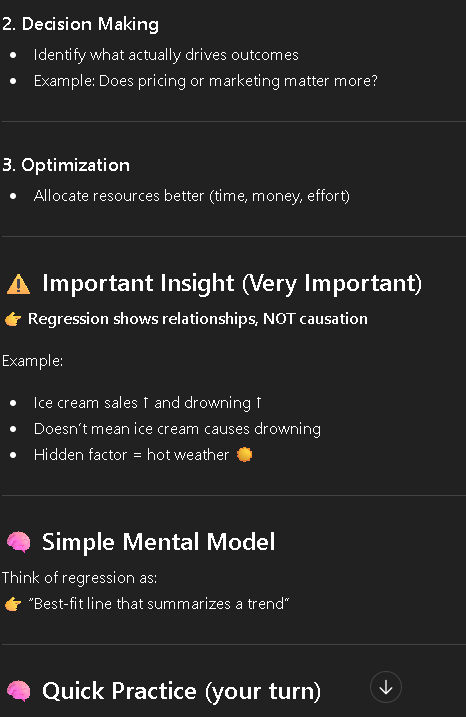 2. Decision Making
• Identify what actually drives outcomes
• Example: Does pricing or marketing matter more?
3. Optimization
• Allocate resources better (time, money, effort)
⚠️ Important Insight (Very Important)
👉 Regression shows relationships, NOT causation
Example:
• Ice cream sales ↑ and drowning ↑
• Doesn’t mean ice cream causes drowning
• Hidden factor = hot weather ☀️
🧠 Simple Mental Model
Think of regression as:
👉 “Best-fit line that summarizes a trend”
🧠 Quick Practice (your turn)